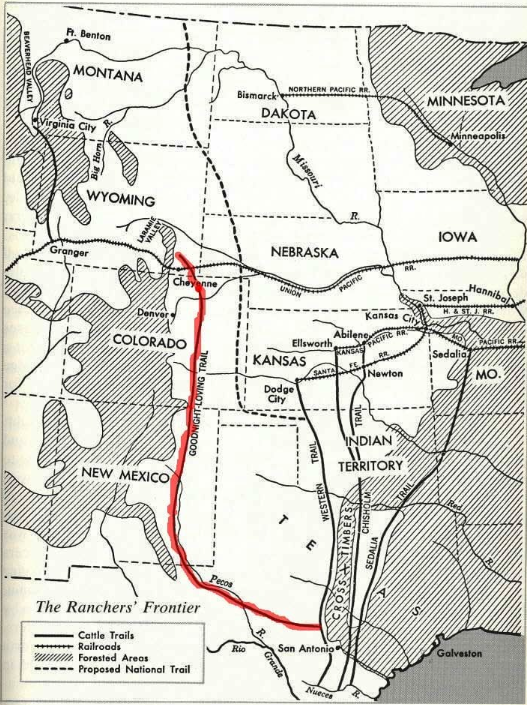 Ft. Benton
BEAVERHEAD VALLEY
MONTANA
Bismarck
NORTHERN PACIFIC RR.
DAKOTA
MINNESOTA
Virginia City
Minneapolis
Big Horn R.
Missouri R.
WYOMING
LARAMIE VALLEY
Granger
NEBRASKA
IOWA
Cheyenne
UNION PACIFIC RR.
Hannibal
St. Joseph
H. & ST. J. RR.
Denver
Kansas City
COLORADO
Abilene
Ellsworth
KANSAS PACIFIC RR.
MO. PACIFIC RR.
Sedalia
KANSAS
SANTA FE RR.
Newton
MO.
Dodge City
GOODNIGHT-LOVING TRAIL
INDIAN TERRITORY
NEW MEXICO
WESTERN TRAIL
CHISHOLM TRAIL
SEDALIA TRAIL
Red R.
CROSS TIMBERS
TEXAS
Pecos R.
The Ranchers' Frontier
Cattle Trails
Railroads
Forested Areas
Proposed National Trail
Rio Grande
San Antonio
Galveston
Nueces R.